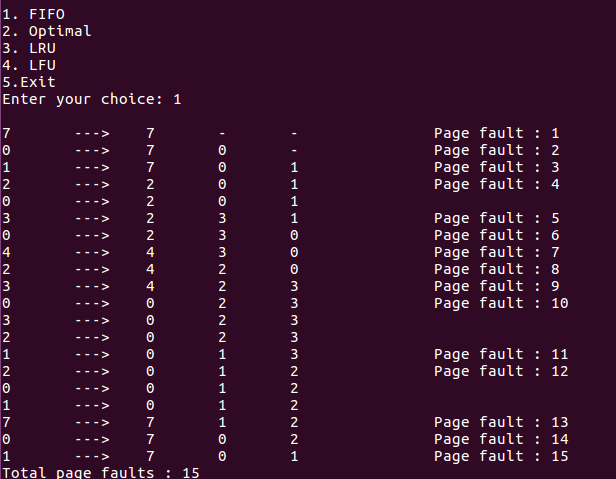 1. FIFO
2. Optimal
3. LRU
4. LFU
5.Exit
Enter your choice: 1
7 ---> 7 - - Page fault : 1
0 ---> 7 0 - Page fault : 2
1 ---> 7 0 1 Page fault : 3
2 ---> 2 0 1 Page fault : 4
0 ---> 2 0 1
3 ---> 2 3 1 Page fault : 5
0 ---> 2 3 0 Page fault : 6
4 ---> 4 3 0 Page fault : 7
2 ---> 4 2 0 Page fault : 8
3 ---> 4 2 3 Page fault : 9
0 ---> 0 2 3 Page fault : 10
3 ---> 0 2 3
2 ---> 0 2 3
1 ---> 0 1 3 Page fault : 11
2 ---> 0 1 2 Page fault : 12
0 ---> 0 1 2
1 ---> 0 1 2
7 ---> 7 1 2 Page fault : 13
0 ---> 7 0 2 Page fault : 14
1 ---> 7 0 1 Page fault : 15
Total page faults : 15